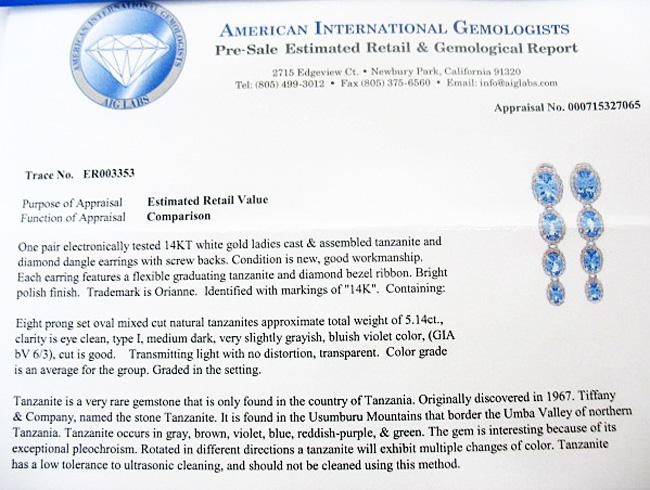 AMERICAN INTERNATIONAL GEMOLOGISTS
AIG LABS
AMERICAN INTERNATIONAL GEMOLOGISTS
Pre-Sale Estimated Retail & Gemological Report
2715 Edgeview Ct. • Newbury Park, California 91320
Tel: (805) 499-3012 • Fax (805) 375-6560 • Email: info@aiglabs.com
Appraisal No. 000715327065
Trace No. ER003353
Purpose of Appraisal Estimated Retail Value
Function of Appraisal Comparison
One pair electronically tested 14KT white gold ladies cast & assembled tanzanite and
diamond dangle earrings with screw backs. Condition is new, good workmanship.
Each earring features a flexible graduating tanzanite and diamond bezel ribbon. Bright
polish finish. Trademark is Orianne. Identified with markings of "14K". Containing:
Eight prong set oval mixed cut natural tanzanites approximate total weight of 5.14ct.,
clarity is eye clean, type I, medium dark, very slightly grayish, bluish violet color, (GIA
bV 6/3), cut is good. Transmitting light with no distortion, transparent. Color grade
is an average for the group. Graded in the setting.
Tanzanite is a very rare gemstone that is only found in the country of Tanzania. Originally discovered in 1967. Tiffany
& Company, named the stone Tanzanite. It is found in the Usumburu Mountains that border the Umba Valley of northern
Tanzania. Tanzanite occurs in gray, brown, violet, blue, reddish-purple, & green. The gem is interesting because of its
exceptional pleochroism. Rotated in different directions a tanzanite will exhibit multiple changes of color. Tanzanite
has a low tolerance to ultrasonic cleaning, and should not be cleaned using this method.